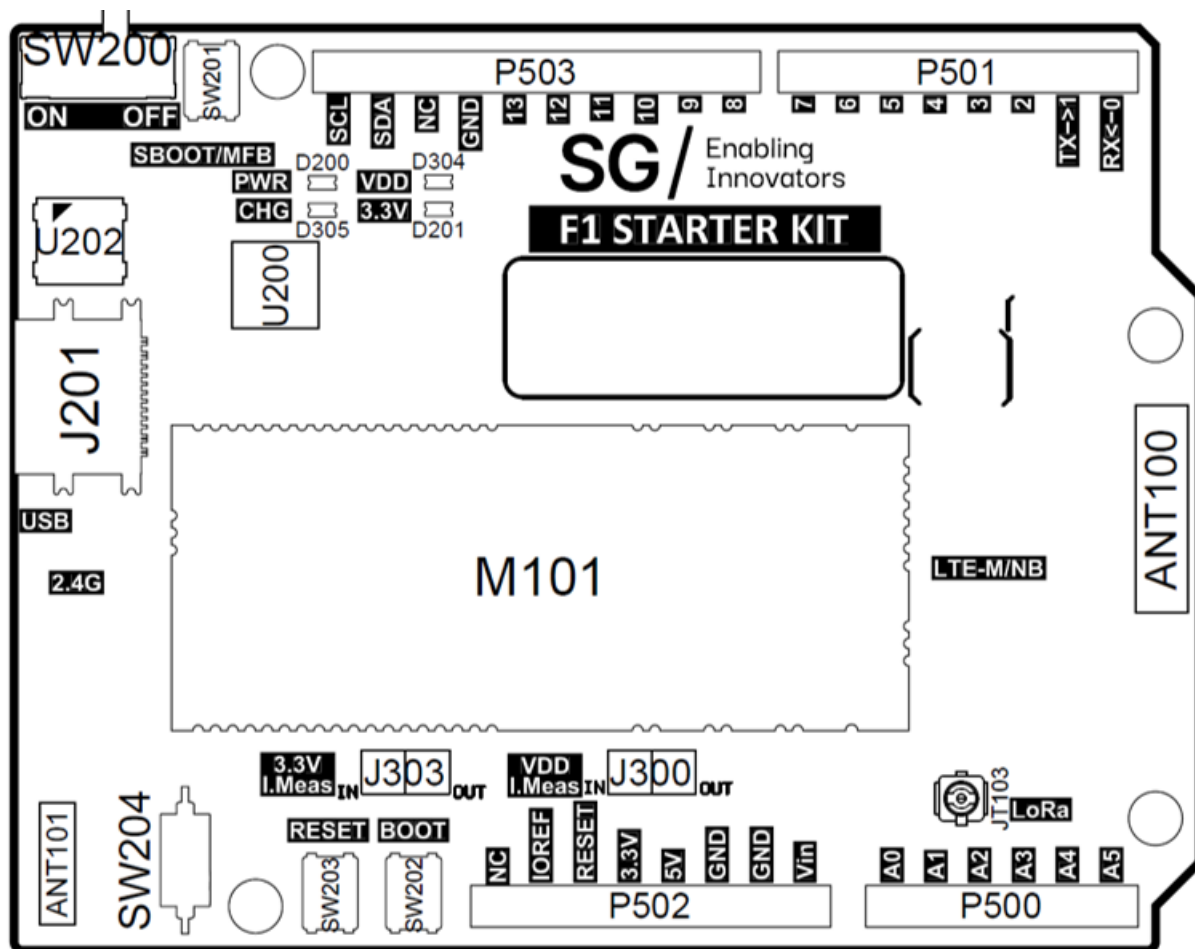 SW200
SW201
P503
P501
ON OFF
SCL SDA NC GND 13 12 11 10 9 8
7 6 5 4 3 2 TX->1 RX<-0
SBOOT/MFB
D200 D304
PWR VDD
CHG 3.3V
D305 D201
SG/ Enabling
Innovators
F1 STARTER KIT
U202
U200
J201
USB
2.4G
M101
LTE-M/NB
ANT100
3.3V
I.Meas IN J303 OUT
VDD
I.Meas IN J300 OUT
JT103 LoRa
ANT101
SW204
RESET BOOT
SW203 SW202
NC IOREF RESET 3.3V 5V GND GND Vin
A0 A1 A2 A3 A4 A5
P502
P500